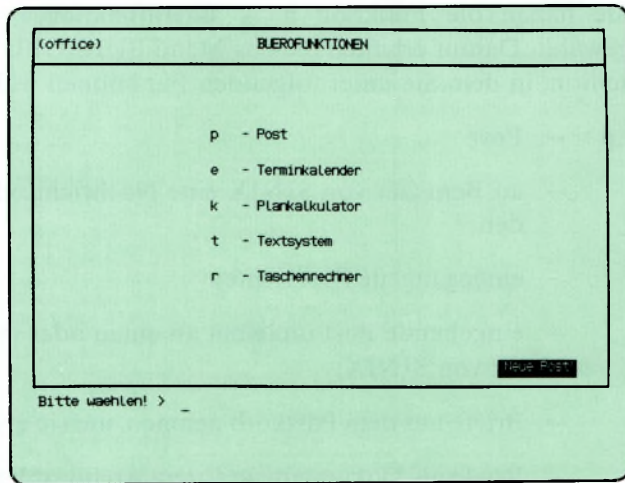 (office) BUEROFUNKTIONEN
p - Post
e - Terminkalender
k - Plankalkulator
t - Textsystem
r - Taschenrechner
Neue Post
Bitte waehlen! > _